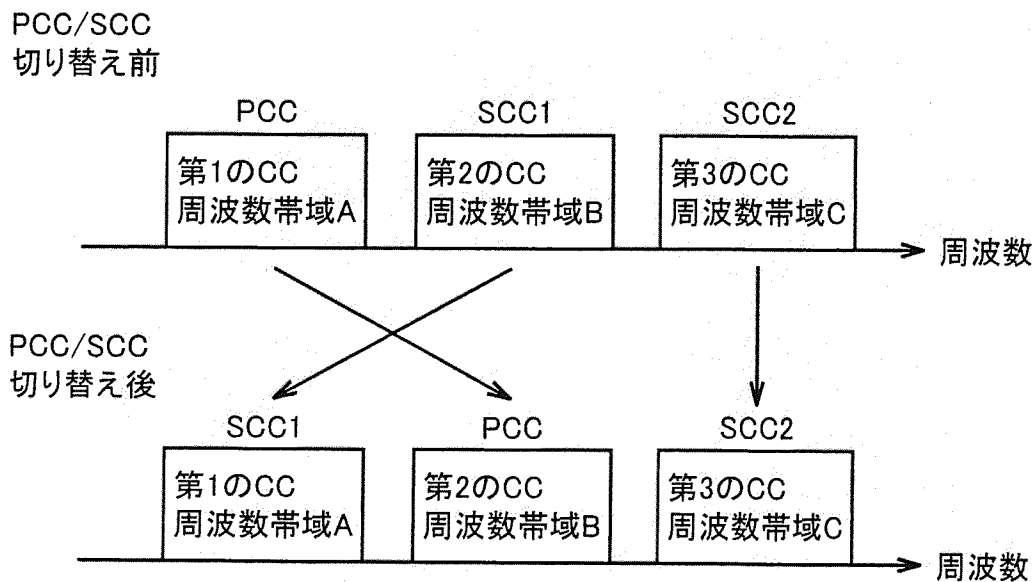 PCC/SCC
切り替え前
PCC
SCC1
SCC2
第1のCC
周波数帯域A
第2のCC
周波数帯域B
第3のCC
周波数帯域C
周波数
PCC/SCC
切り替え後
SCC1
PCC
SCC2
第1のCC
周波数帯域A
第2のCC
周波数帯域B
第3のCC
周波数帯域C
周波数